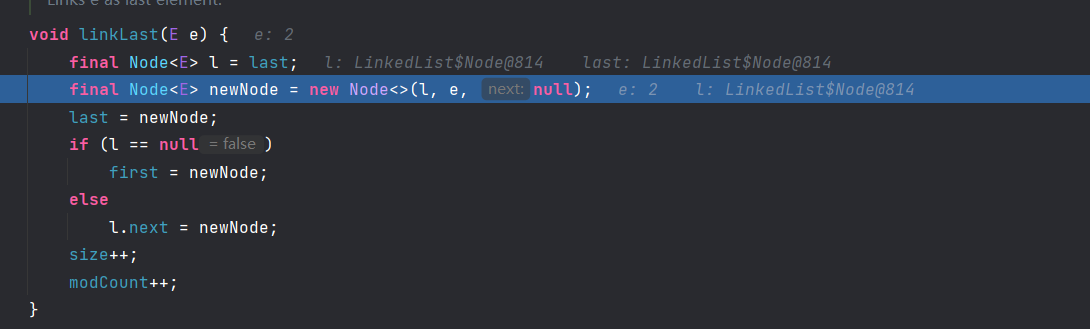 Links e as last element.
void linkLast(E e) {   e: 2
    final Node<E> l = last;   l: LinkedList$Node@814    last: LinkedList$Node@814
    final Node<E> newNode = new Node<>(l, e,  next: null);   e: 2    l: LinkedList$Node@814
    last = newNode;
    if (l == null = false )
        first = newNode;
    else
        l.next = newNode;
    size++;
    modCount++;
}